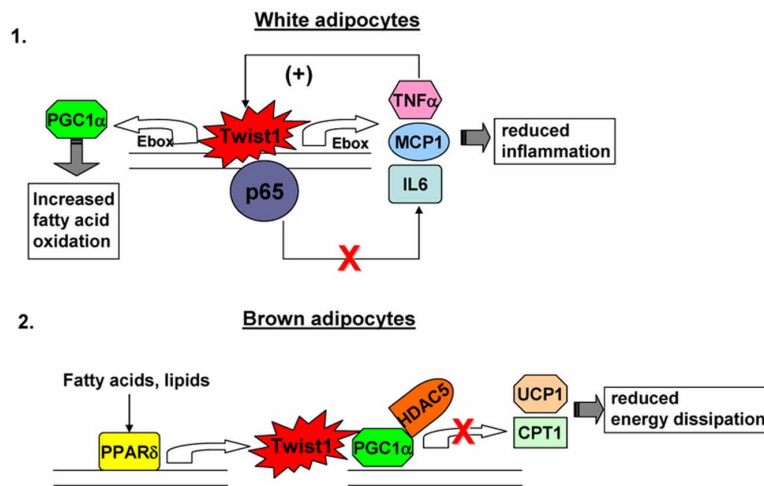 White adipocytes
1.
(+)
TNFα
PGC1α
Twist1
Ebox
Ebox
MCP1
reduced
inflammation
p65
IL6
Increased
fatty acid
oxidation
X
2.
Brown adipocytes
Fatty acids, lipids
HDAC5
UCP1
reduced
energy dissipation
PPARδ
Twist1
PGC1α
X
CPT1